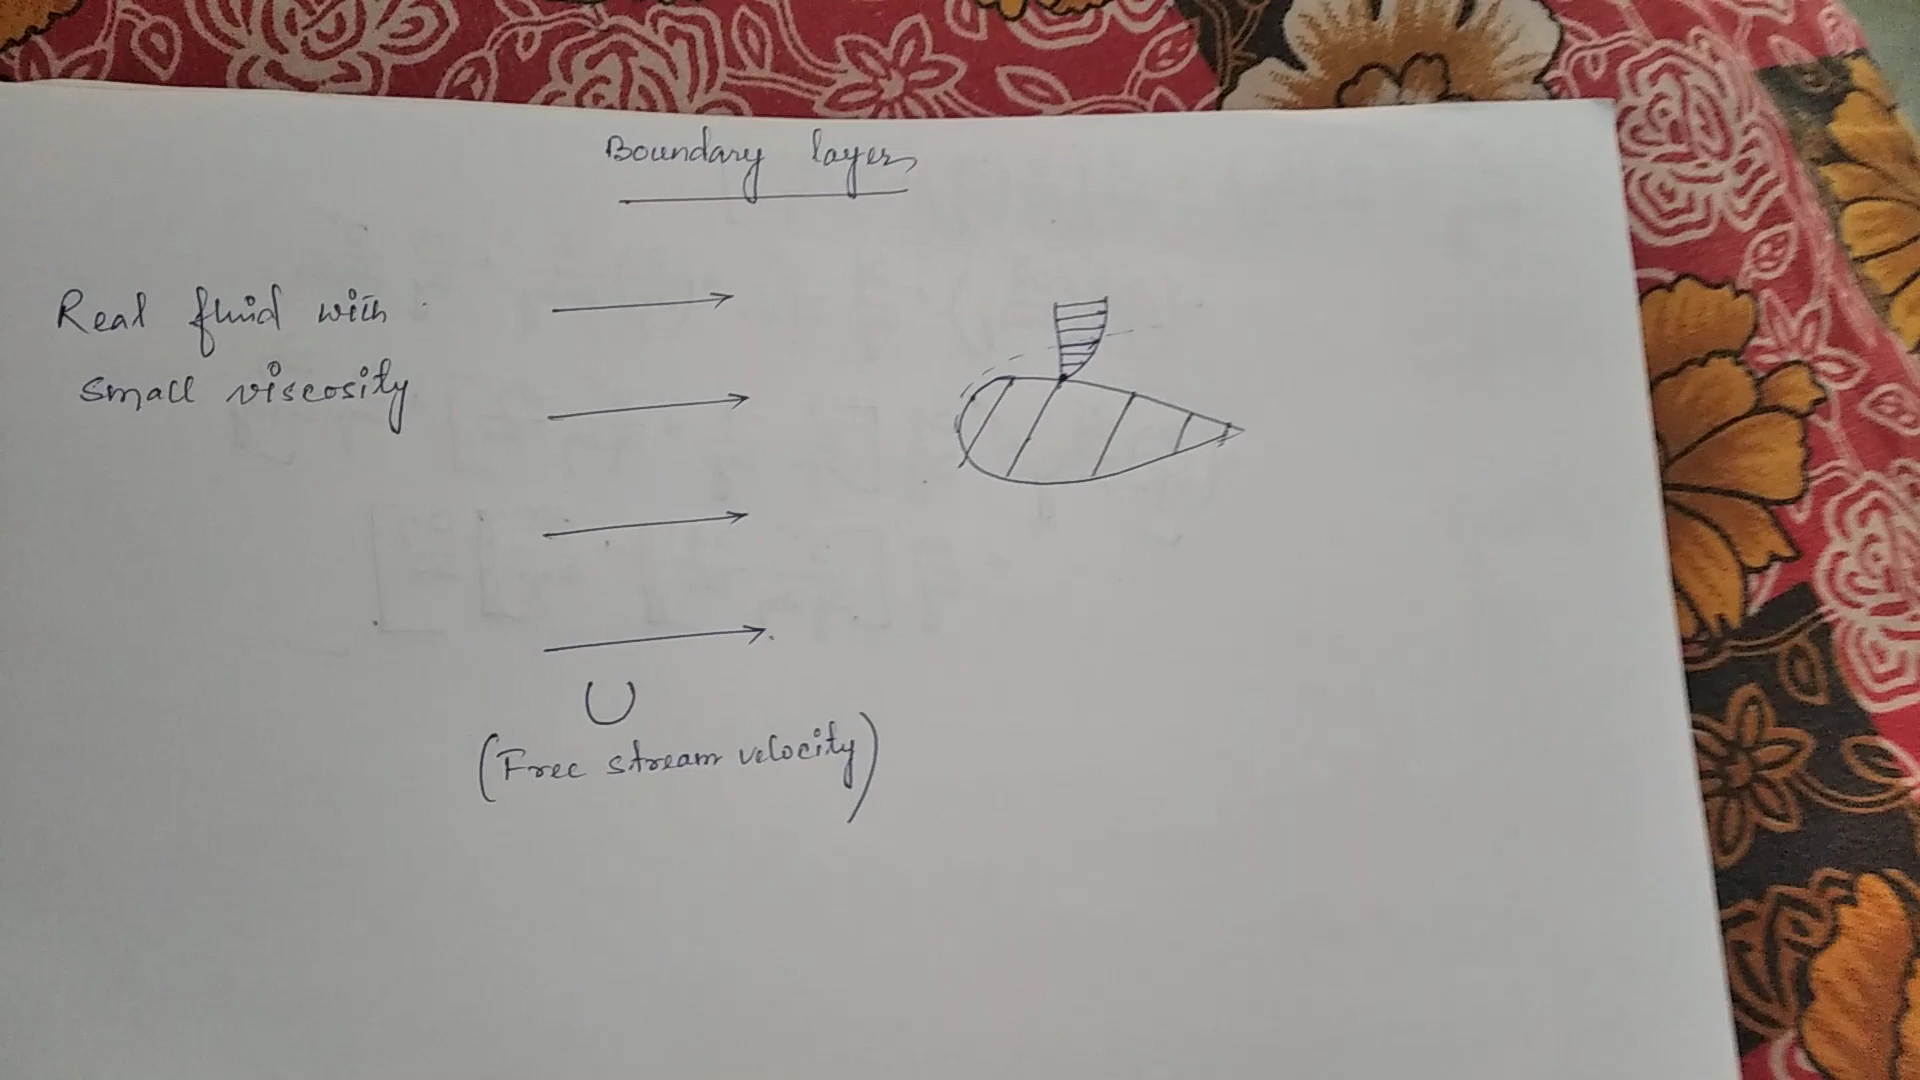 Boundary layer
Real fluid with
small viscosity
U
(Free stream velocity)